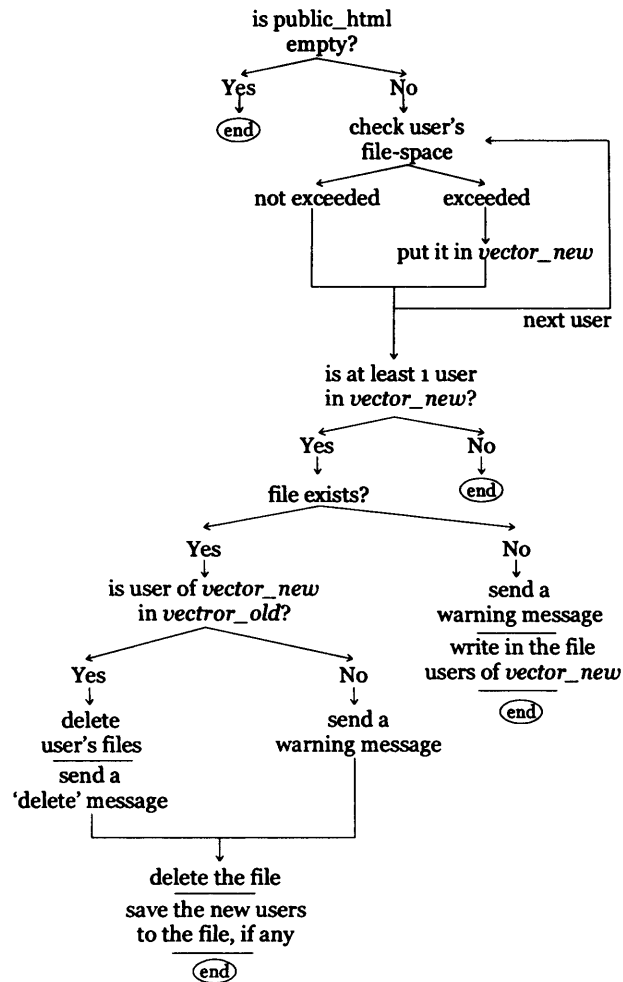 is public_html
empty?
Yes
No
end
check user's
file-space
not exceeded
exceeded
put it in vector_new
next user
is at least 1 user
in vector_new?
Yes
No
file exists?
end
Yes
No
is user of vector_new
in vectror_old?
send a
warning message
write in the file
users of vector_new
end
Yes
No
delete
user's files
send a
'delete' message
send a
warning message
delete the file
save the new users
to the file, if any
end